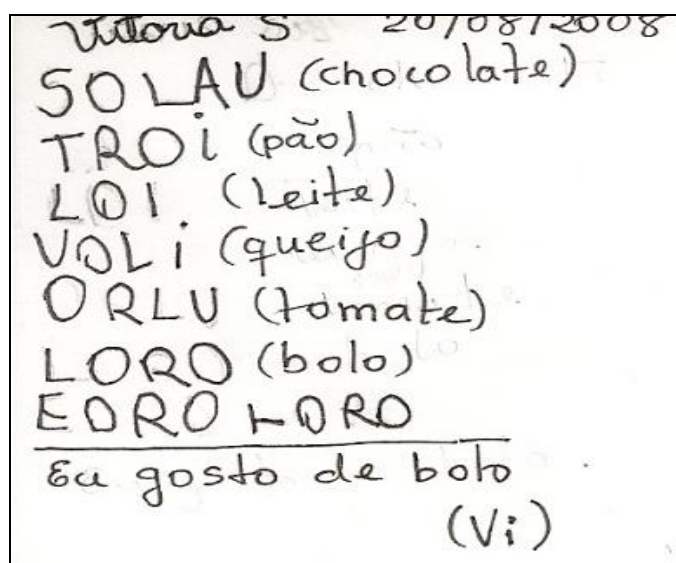 Vitoria S 20/08/2008
SOLAU (chocolate)
TROi (pão)
LOI (leite)
VOLi (queijo)
ORLU (tomate)
LORO (bolo)
EORO LORO
Eu gosto de bolo
(Vi)